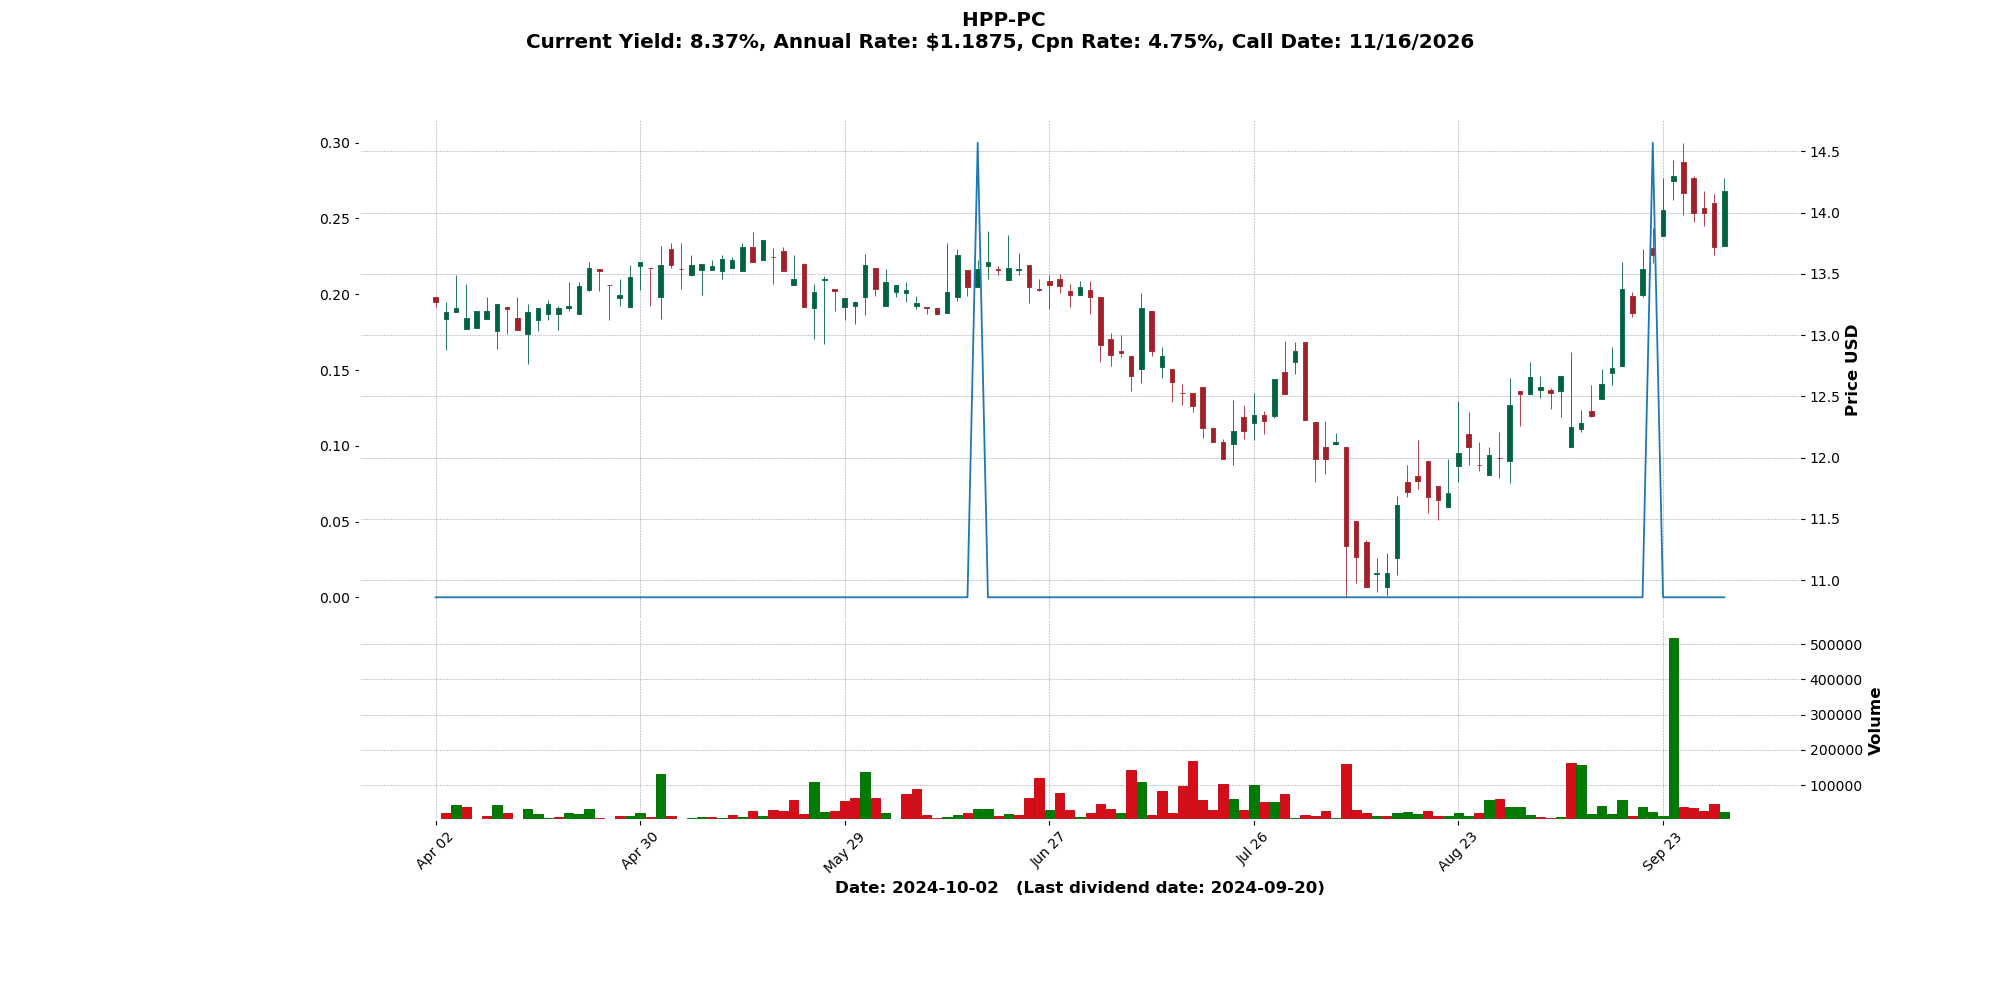 HPP-PC
Current Yield: 8.37%, Annual Rate: $1.1875, Cpn Rate: 4.75%, Call Date: 11/16/2026
0.30
0.25
0.20
0.15
0.10
0.05
0.00
14.5
14.0
13.5
13.0
12.5
12.0
11.5
11.0
Price USD
500000
400000
300000
200000
100000
Volume
Apr 02
Apr 30
May 29
Jun 27
Jul 26
Aug 23
Sep 23
Date: 2024-10-02 (Last dividend date: 2024-09-20)